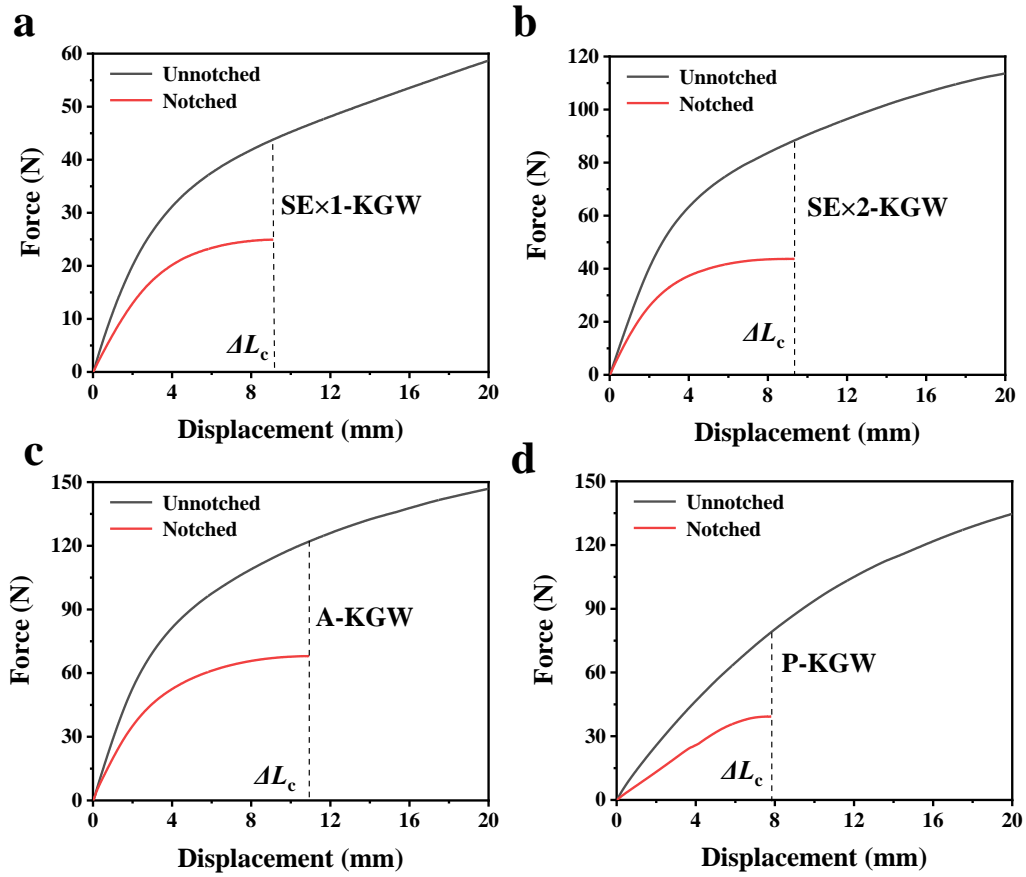 a
60
50
40
30
20
10
0
Force (N)
Unnotched
Notched
SE×1-KGW
ΔLc
0 4 8 12 16 20
Displacement (mm)
b
120
100
80
60
40
20
0
Force (N)
Unnotched
Notched
SE×2-KGW
ΔLc
0 4 8 12 16 20
Displacement (mm)
c
150
120
90
60
30
0
Force (N)
Unnotched
Notched
A-KGW
ΔLc
0 4 8 12 16 20
Displacement (mm)
d
150
120
90
60
30
0
Force (N)
Unnotched
Notched
P-KGW
ΔLc
0 4 8 12 16 20
Displacement (mm)